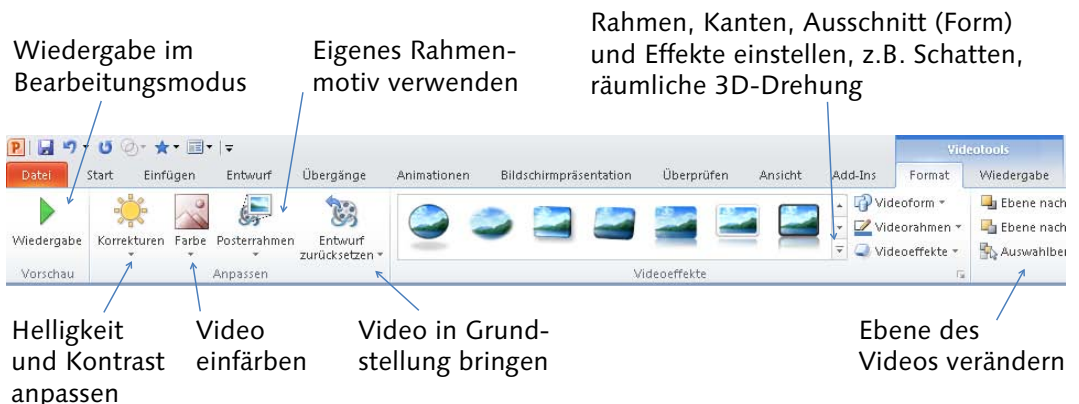 Rahmen, Kanten, Ausschnitt (Form)
und Effekte einstellen, z.B. Schatten,
räumliche 3D-Drehung
Wiedergabe im
Bearbeitungsmodus
Eigenes Rahmen-
motiv verwenden
Videotools
Datei Start Einfügen Entwurf Übergänge Animationen Bildschirmpräsentation Überprüfen Ansicht Add-Ins Format Wiedergabe
Wiedergabe
Korrekturen Farbe Posterrahmen Entwurf
zurücksetzen
Videoform
Videorahmen
Videoeffekte
Ebene nach
Ebene nach
Auswahlber
Vorschau Anpassen Videoeffekte
Helligkeit
und Kontrast
anpassen
Video
einfärben
Video in Grund-
stellung bringen
Ebene des
Videos verändern